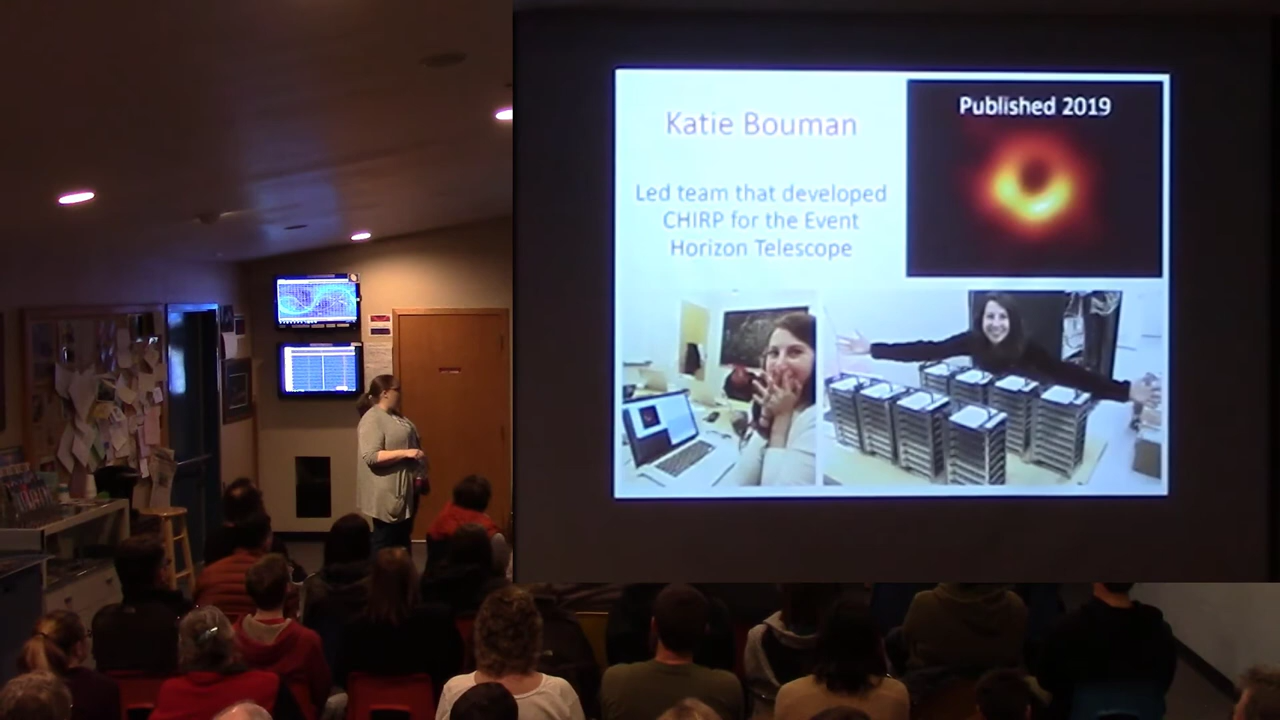 Katie Bouman
Led team that developed
CHIRP for the Event
Horizon Telescope
Published 2019